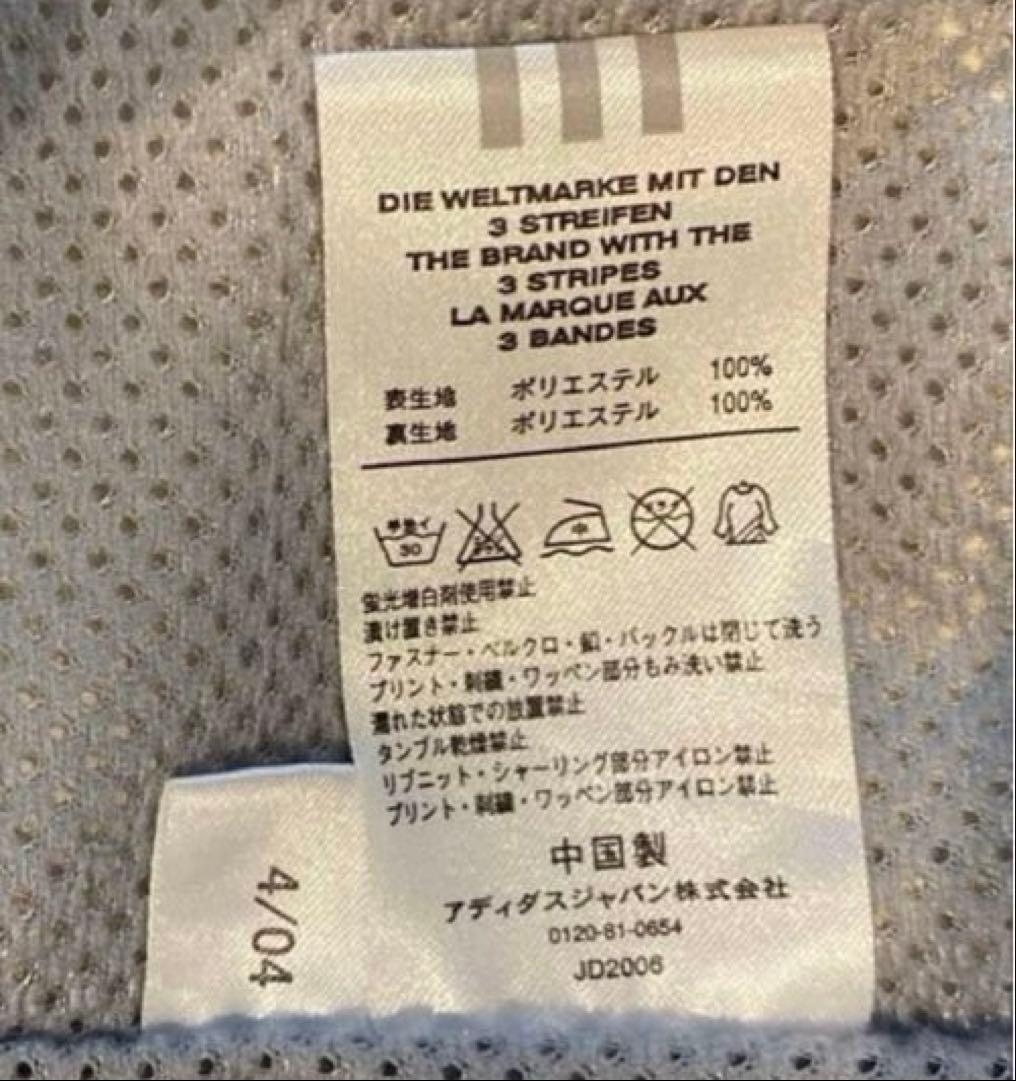 DIE WELTMARKE MIT DEN
3 STREIFEN
THE BRAND WITH THE
3 STRIPES
LA MARQUE AUX
3 BANDES
表生地 ポリエステル 100%
裏生地 ポリエステル 100%
手洗イ
30
中
蛍光増白剤使用禁止
漬け置き禁止
ファスナー・ベルクロ・釦・バックルは閉じて洗う
プリント・刺繍・ワッペン部分もみ洗い禁止
濡れた状態での放置禁止
タンブル乾燥禁止
リブニット・シャーリング部分アイロン禁止
プリント・刺繍・ワッペン部分アイロン禁止
中国製
アディダスジャパン株式会社
0120-81-0654
JD2006
4/04